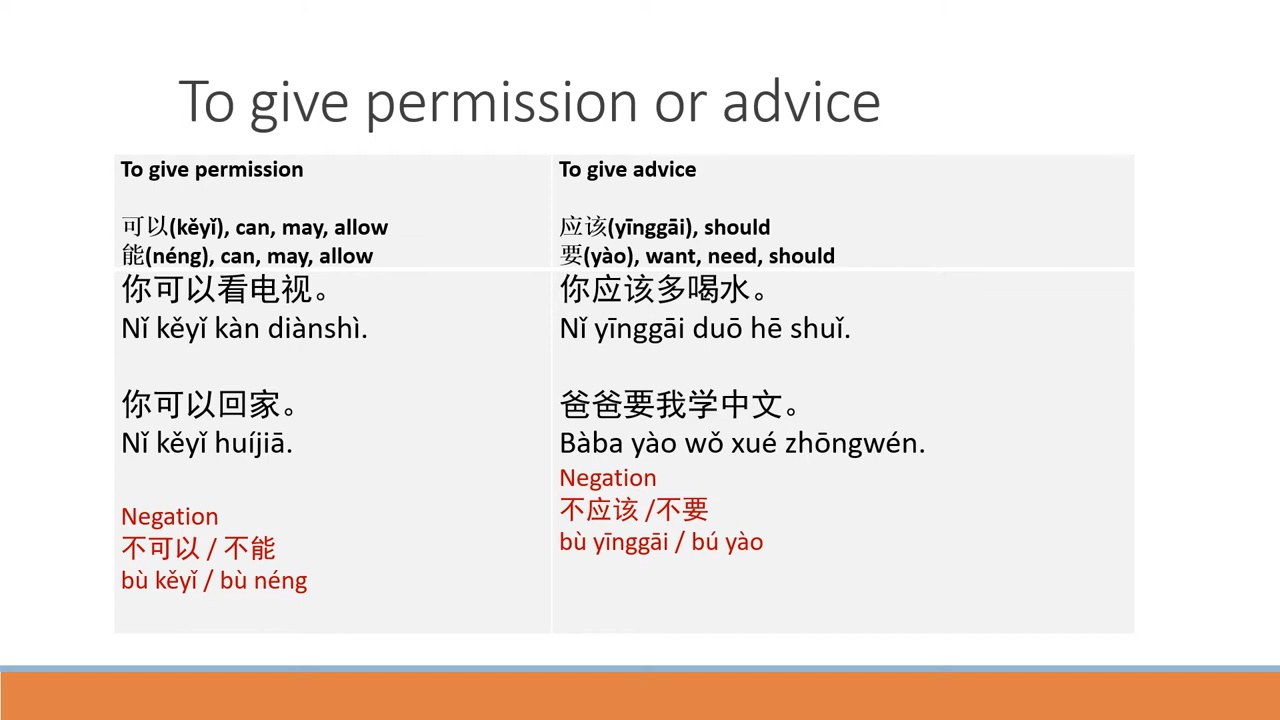 To give permission or advice
To give permission
可以(kěyǐ), can, may, allow
能(néng), can, may, allow
你可以看电视。
Nǐ kěyǐ kàn diànshì.
你可以回家。
Nǐ kěyǐ huíjiā.
Negation
不可以 / 不能
bù kěyǐ / bù néng
To give advice
应该(yīnggāi), should
要(yào), want, need, should
你应该多喝水。
Nǐ yīnggāi duō hē shuǐ.
爸爸要我学中文。
Bàba yào wǒ xué zhōngwén.
Negation
不应该 /不要
bù yīnggāi / bú yào